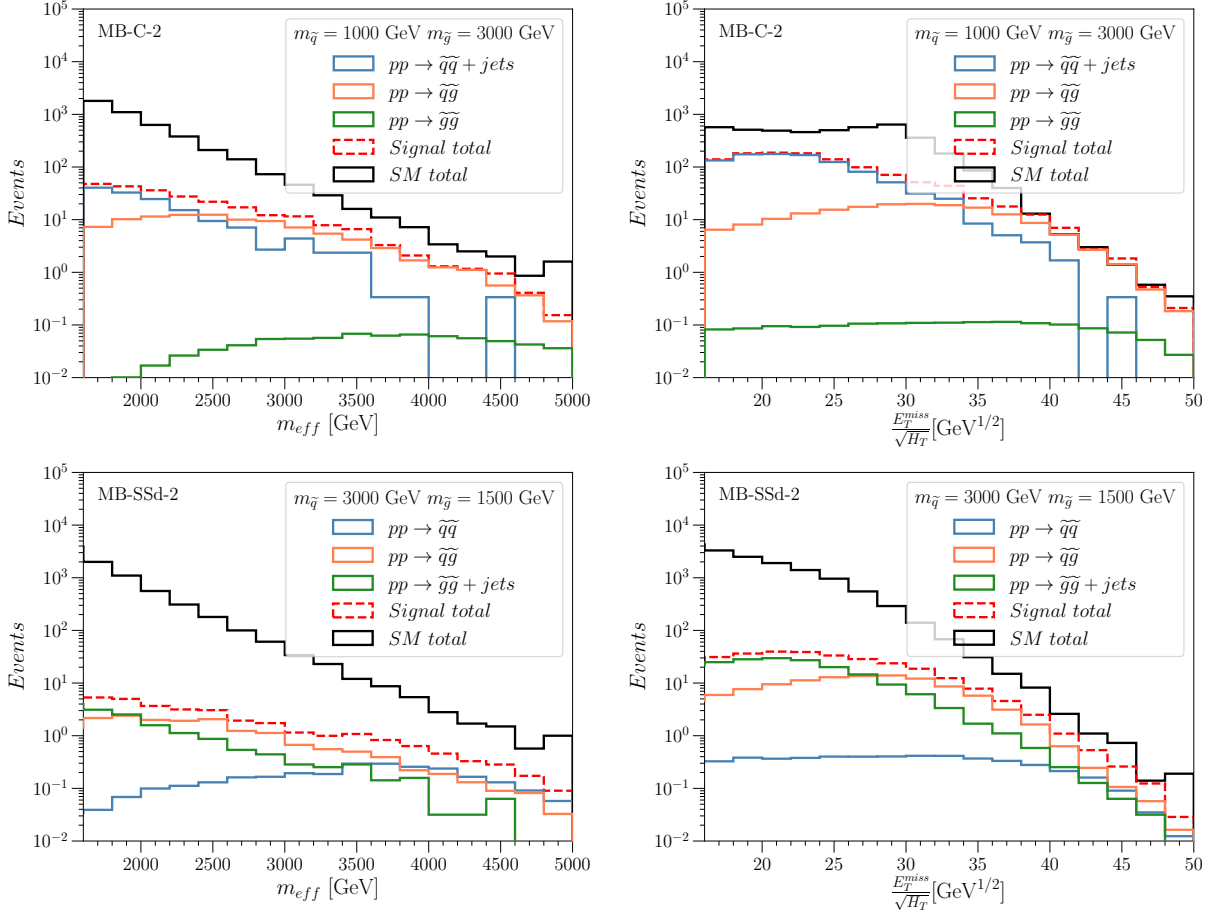 MB-C-2
m_q̃ = 1000 GeV m_g̃ = 3000 GeV
pp → q̃q̃ + jets
pp → q̃g̃
pp → g̃g̃
Signal total
SM total
Events
10^5
10^4
10^3
10^2
10^1
10^0
10^−1
10^−2
2000 2500 3000 3500 4000 4500 5000
m_eff [GeV]
MB-C-2
m_q̃ = 1000 GeV m_g̃ = 3000 GeV
pp → q̃q̃ + jets
pp → q̃g̃
pp → g̃g̃
Signal total
SM total
Events
10^5
10^4
10^3
10^2
10^1
10^0
10^−1
10^−2
20 25 30 35 40 45 50
E_T^miss/√H_T [GeV^1/2]
MB-SSd-2
m_q̃ = 3000 GeV m_g̃ = 1500 GeV
pp → q̃q̃
pp → q̃g̃
pp → g̃g̃ + jets
Signal total
SM total
Events
10^5
10^4
10^3
10^2
10^1
10^0
10^−1
10^−2
2000 2500 3000 3500 4000 4500 5000
m_eff [GeV]
MB-SSd-2
m_q̃ = 3000 GeV m_g̃ = 1500 GeV
pp → q̃q̃
pp → q̃g̃
pp → g̃g̃ + jets
Signal total
SM total
Events
10^5
10^4
10^3
10^2
10^1
10^0
10^−1
10^−2
20 25 30 35 40 45 50
E_T^miss/√H_T [GeV^1/2]